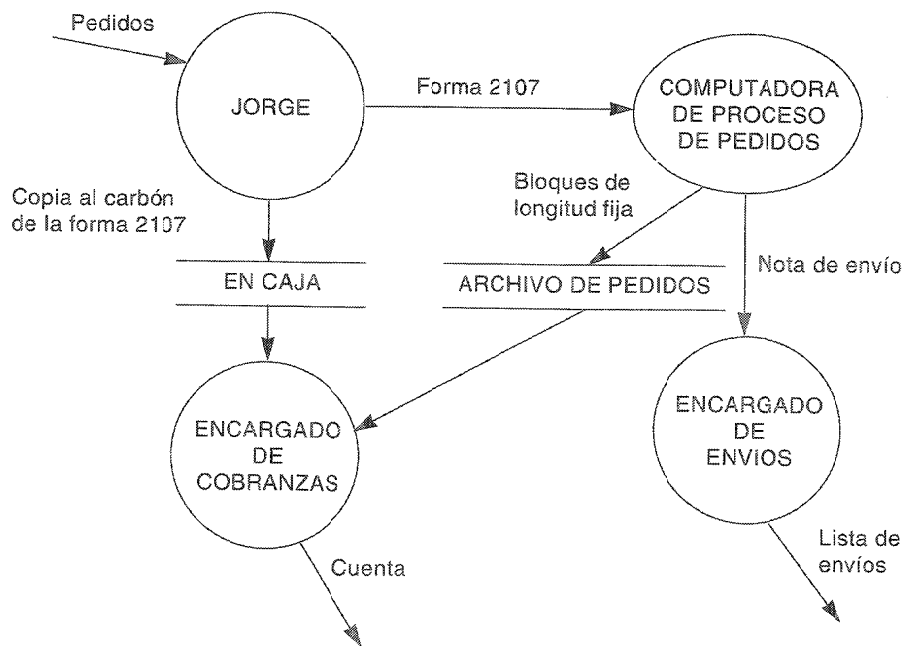 Pedidos
JORGE
Forma 2107
COMPUTADORA
DE PROCESO
DE PEDIDOS
Copia al carbón
de la forma 2107
Bloques de
longitud fija
EN CAJA
ARCHIVO DE PEDIDOS
Nota de envío
ENCARGADO
DE
COBRANZAS
ENCARGADO
DE
ENVÍOS
Cuenta
Lista de
envíos